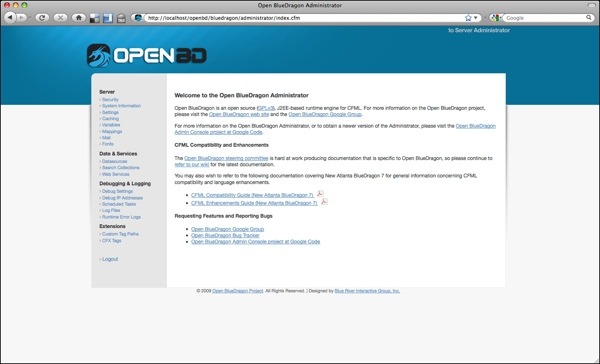 Open BlueDragon Administrator
http://localhost/openbd/bluedragon/administrator/index.cfm
Google
to Server Administrator
OPENBD
Server
Security
System Information
Settings
Caching
Variables
Mappings
Mail
Fonts
Data & Services
Datasources
Search Collections
Web Services
Debugging & Logging
Debug Settings
Debug IP Addresses
Scheduled Tasks
Log Files
Runtime Error Logs
Extensions
Custom Tag Paths
CFX Tags
Logout
Welcome to the Open BlueDragon Administrator
Open BlueDragon is an open source (GPLv3), J2EE-based runtime engine for CFML. For more information on the Open BlueDragon project,
please visit the Open BlueDragon web site and the Open BlueDragon Google Group.
For more information on the Open BlueDragon Administrator, or to obtain a newer version of the Administrator, please visit the Open BlueDragon
Admin Console project at Google Code.
CFML Compatibility and Enhancements
The Open BlueDragon steering committee is hard at work producing documentation that is specific to Open BlueDragon, so please continue to
refer to our wiki for the latest documentation.
You may also wish to refer to the following documentation covering New Atlanta BlueDragon 7 for general information concerning CFML
compatibility and language enhancements.
• CFML Compatibility Guide (New Atlanta BlueDragon 7)
• CFML Enhancements Guide (New Atlanta BlueDragon 7)
Requesting Features and Reporting Bugs
• Open BlueDragon Google Group
• Open BlueDragon Bug Tracker
• Open BlueDragon Admin Console project at Google Code
© 2009 Open BlueDragon Project. All Rights Reserved. | Designed by Blue River Interactive Group, Inc.